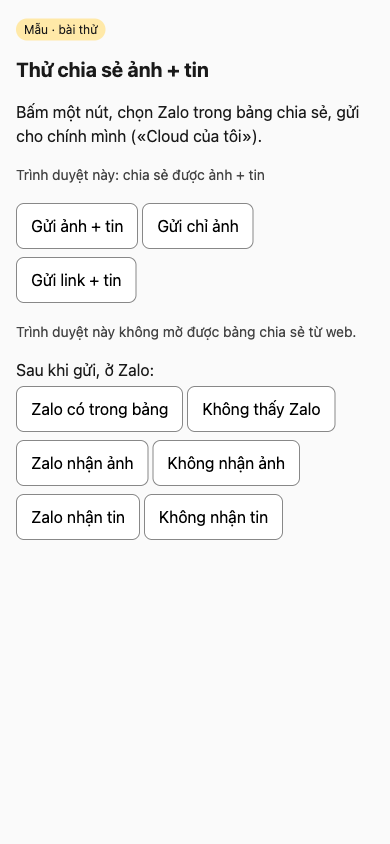 Mẫu · bài thử
Thử chia sẻ ảnh + tin
Bấm một nút, chọn Zalo trong bảng chia sẻ, gửi
cho chính mình («Cloud của tôi»).
Trình duyệt này: chia sẻ được ảnh + tin
Gửi ảnh + tin
Gửi chỉ ảnh
Gửi link + tin
Trình duyệt này không mở được bảng chia sẻ từ web.
Sau khi gửi, ở Zalo:
Zalo có trong bảng
Không thấy Zalo
Zalo nhận ảnh
Không nhận ảnh
Zalo nhận tin
Không nhận tin